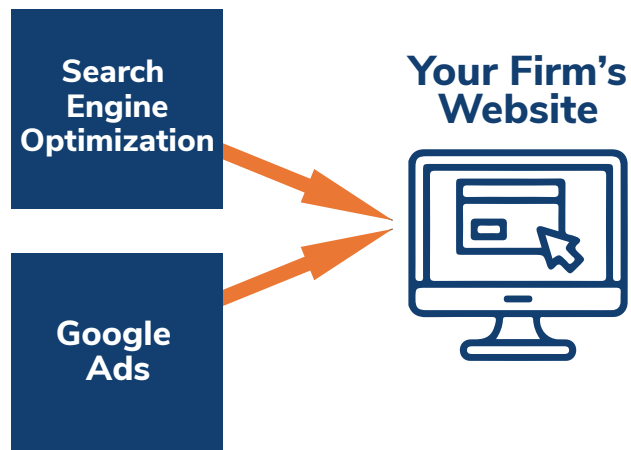 Search
Engine
Optimization
Your Firm's
Website
Google
Ads